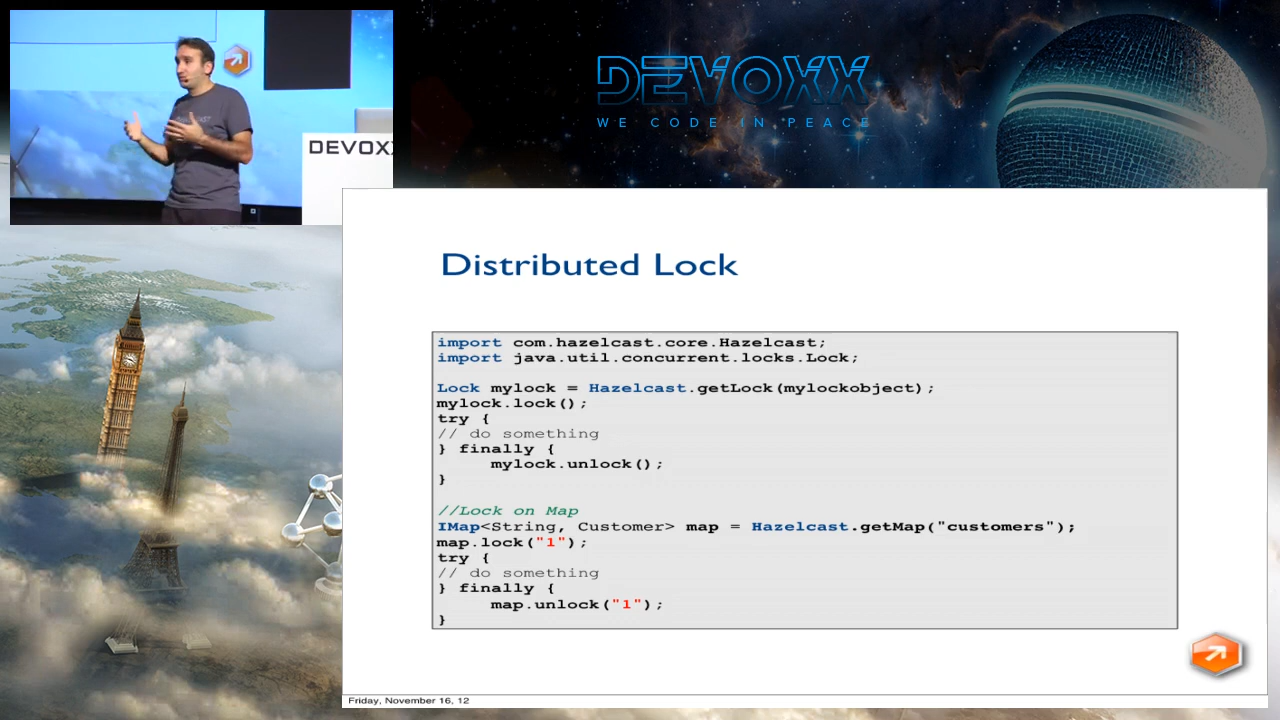 DEVOXX
WE CODE IN PEACE
DEVOX
Distributed Lock
import com.hazelcast.core.Hazelcast;
import java.util.concurrent.locks.Lock;
Lock mylock = Hazelcast.getLock(mylockobject);
mylock.lock();
try {
// do something
} finally {
mylock.unlock();
}
//Lock on Map
IMap<String, Customer> map = Hazelcast.getMap("customers");
map.lock("1");
try {
// do something
} finally {
map.unlock("1");
}
Friday, November 16, 12